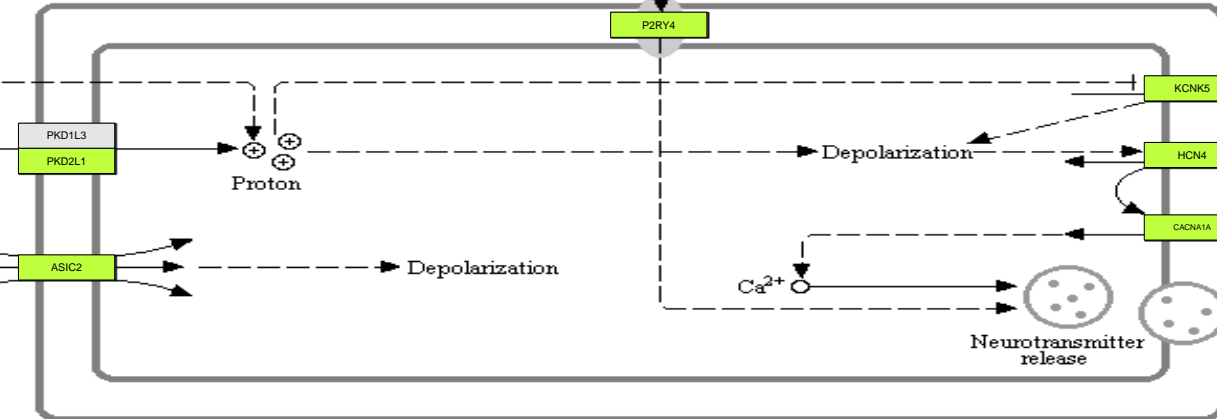 P2RY4
KCNK5
PKD1L3
PKD2L1
Proton
Depolarization
HCN4
CACNA1A
ASIC2
Depolarization
Ca2+
Neurotransmitter
release